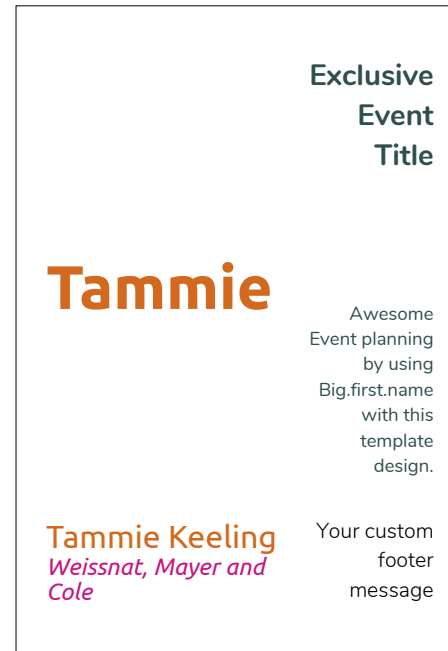 Exclusive
Event
Title
Tammie
Awesome
Event planning
by using
Big.first.name
with this
template
design.
Tammie Keeling
Weissnat, Mayer and
Cole
Your custom
footer
message